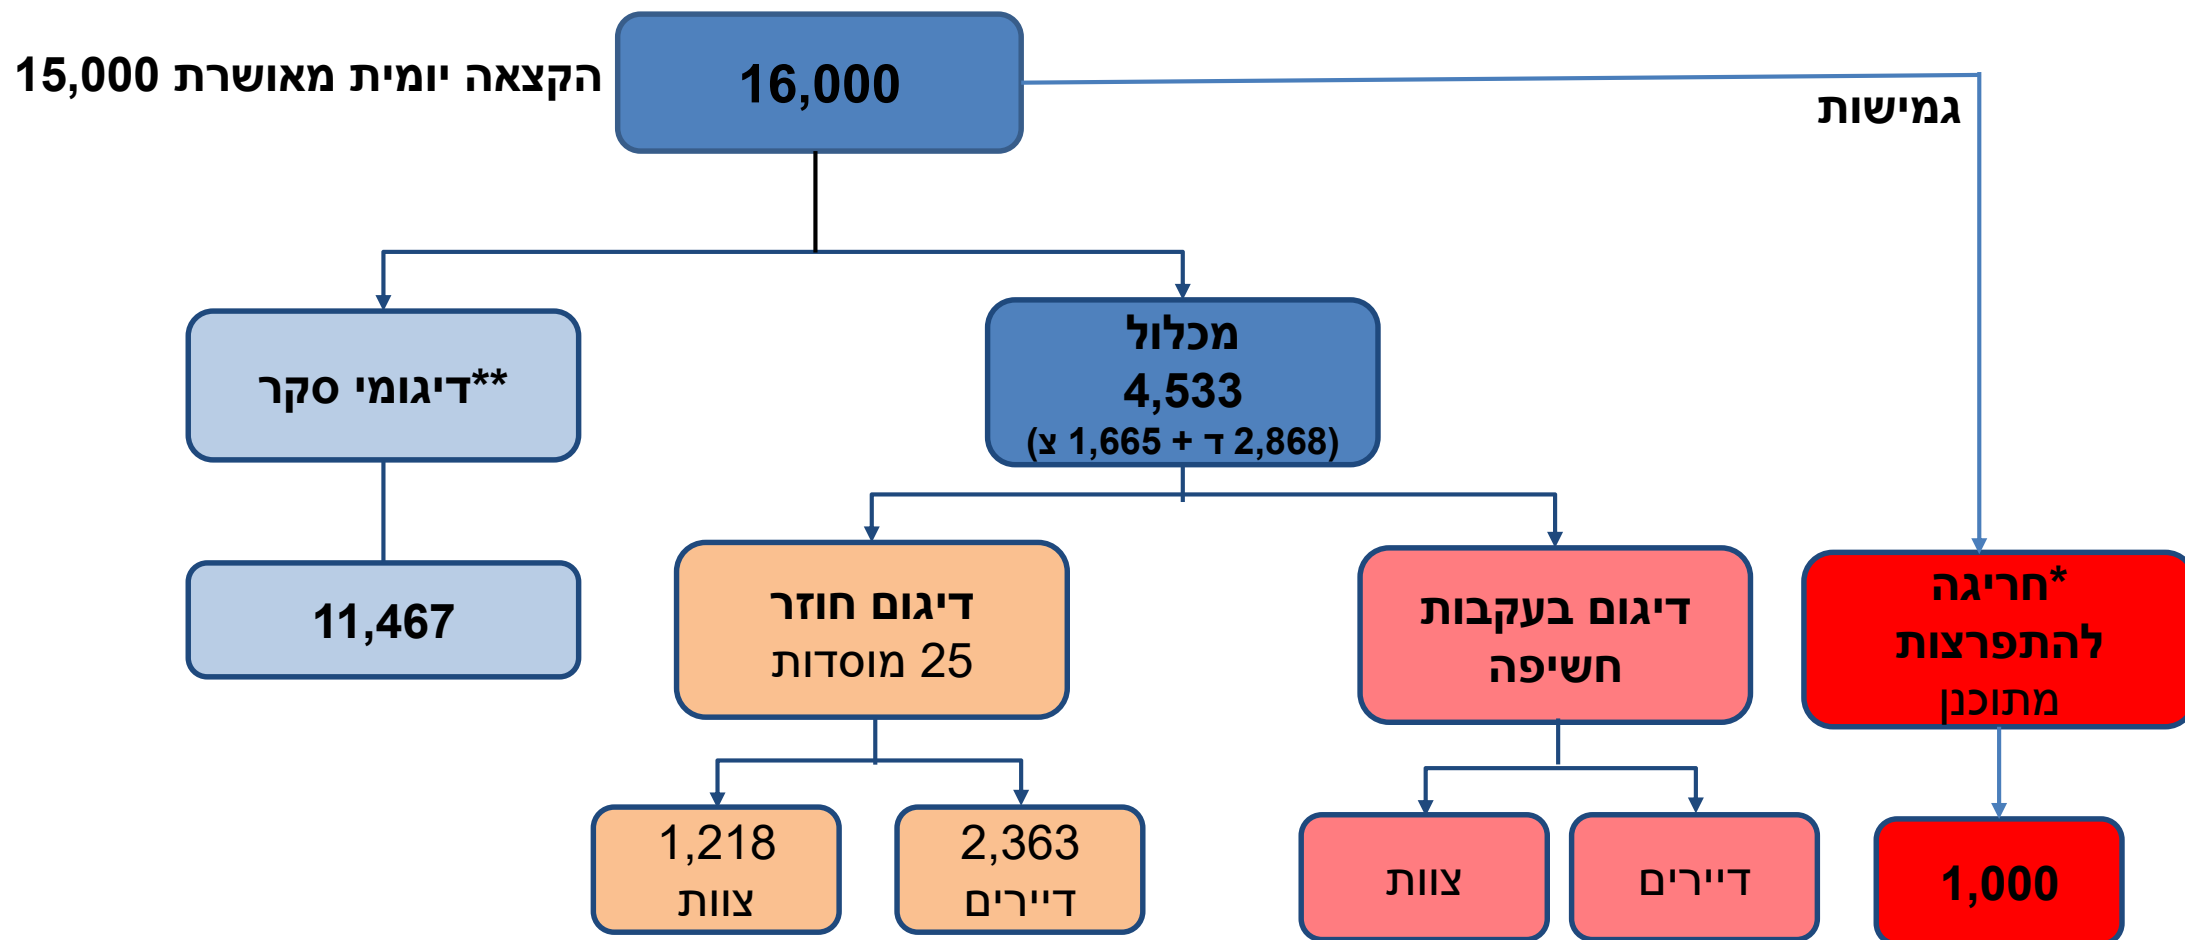 הקצאה יומית מאושרת 15,000
16,000
גמישות
**דיגומי סקר
11,467
מכלול
4,533
(2,868 ד + 1,665 צ)
דיגום חוזר
25 מוסדות
1,218
צוות
2,363
דיירים
דיגום בעקבות
חשיפה
צוות
דיירים
*חריגה
להתפרצות
מתוכנן
1,000